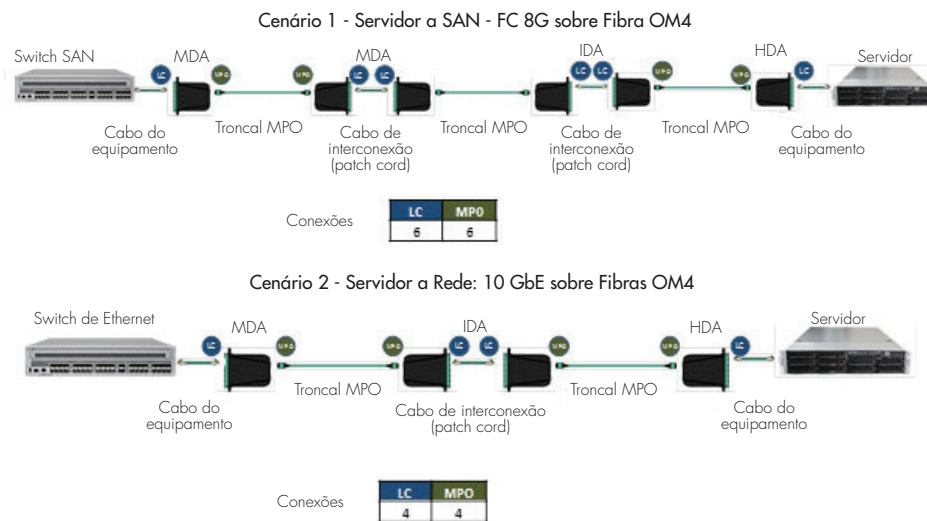 Cenário 1 - Servidor a SAN - FC 8G sobre Fibra OM4
Switch SAN
MDA
MDA
IDA
HDA
Servidor
LC
MPO
MPO
LC
LC
LC
LC
MPO
MPO
LC
Cabo do
equipamento
Troncal MPO
Cabo de
interconexão
(patch cord)
Troncal MPO
Cabo de
interconexão
(patch cord)
Troncal MPO
Cabo do
equipamento
Conexões
LC MP0
6 6
Cenário 2 - Servidor a Rede: 10 GbE sobre Fibras OM4
Switch de Ethernet
MDA
IDA
HDA
Servidor
LC
MPO
MPO
LC
LC
MPO
MPO
LC
Cabo do
equipamento
Troncal MPO
Cabo de interconexão
(patch cord)
Troncal MPO
Cabo do
equipamento
Conexões
LC MPO
4 4